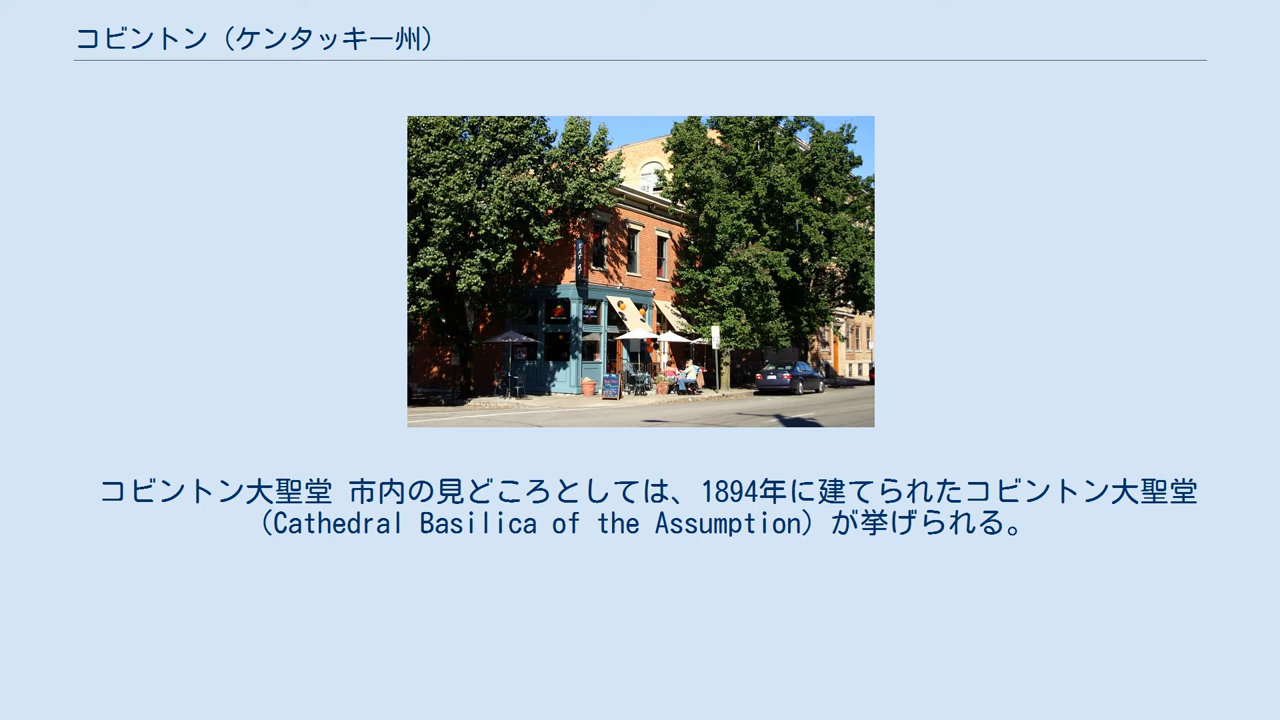 コビントン（ケンタッキー州）
コビントン大聖堂 市内の見どころとしては、1894年に建てられたコビントン大聖堂
（Cathedral Basilica of the Assumption）が挙げられる。